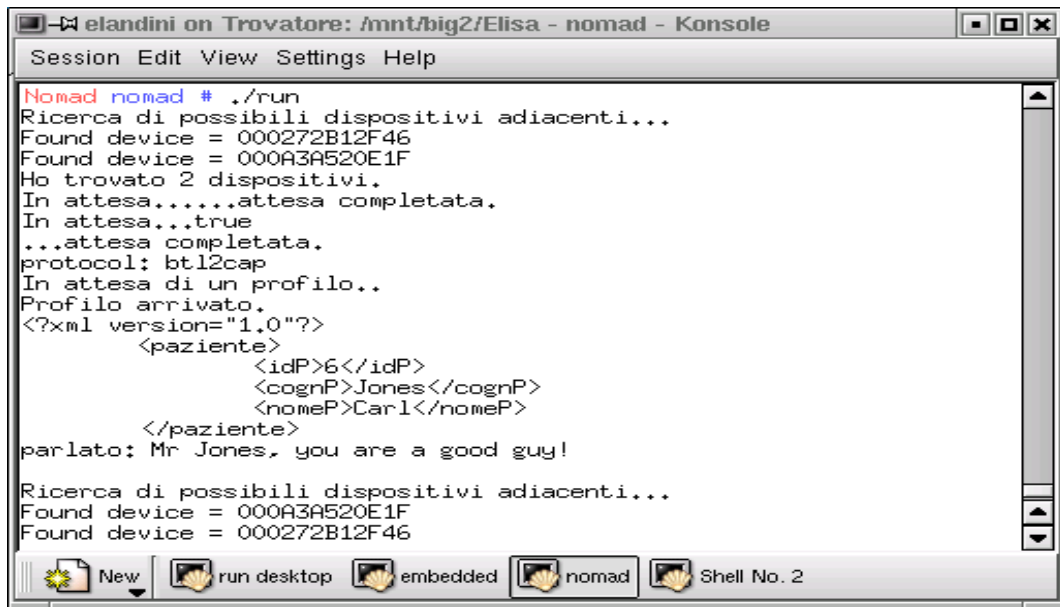 elandini on Trovatore: /mnt/big2/Elisa - nomad - Konsole
Session Edit View Settings Help
Nomad nomad # ./run
Ricerca di possibili dispositivi adiacenti...
Found device = 000272B12F46
Found device = 000A3A520E1F
Ho trovato 2 dispositivi.
In attesa......attesa completata.
In attesa...true
...attesa completata.
protocol: btl2cap
In attesa di un profilo..
Profilo arrivato.
<?xml version="1.0"?>
<paziente>
<idP>6</idP>
<cognP>Jones</cognP>
<nomeP>Carl</nomeP>
</paziente>
parlato: Mr Jones, you are a good guy!
Ricerca di possibili dispositivi adiacenti...
Found device = 000A3A520E1F
Found device = 000272B12F46
New run desktop embedded nomad Shell No. 2